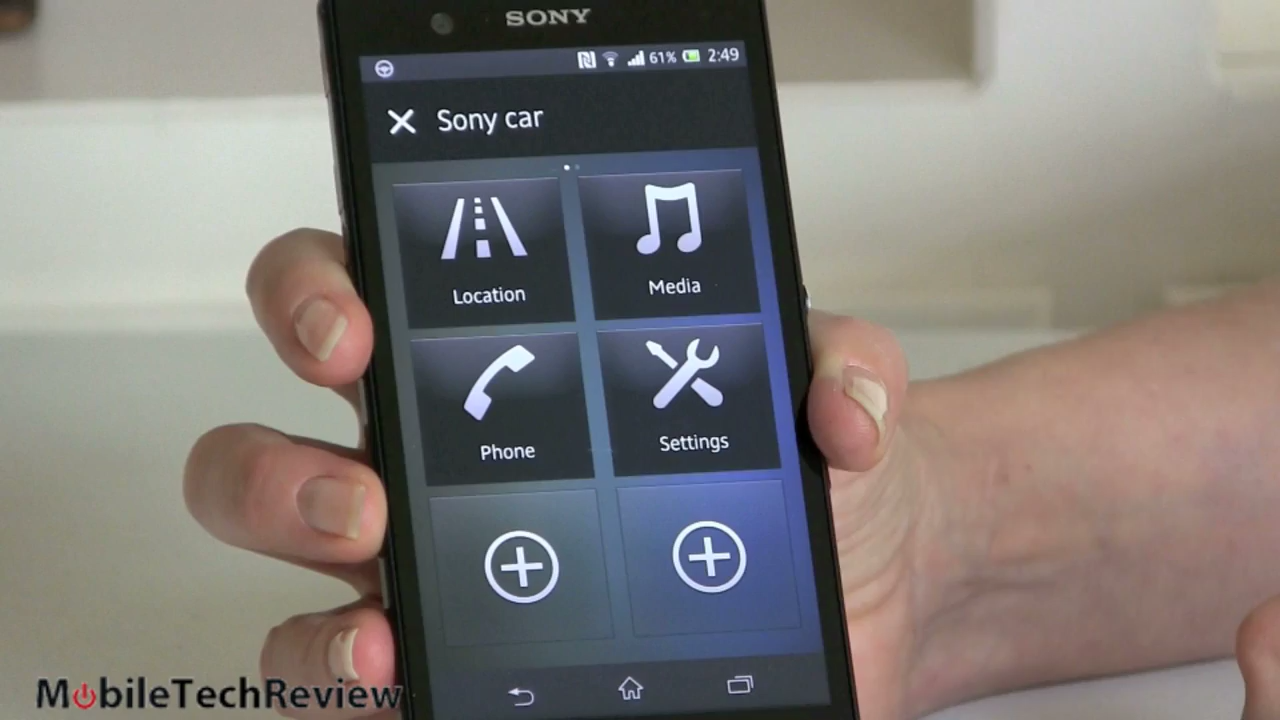 SONY
61% 2:49
Sony car
Location
Media
Phone
Settings
MobileTechReview